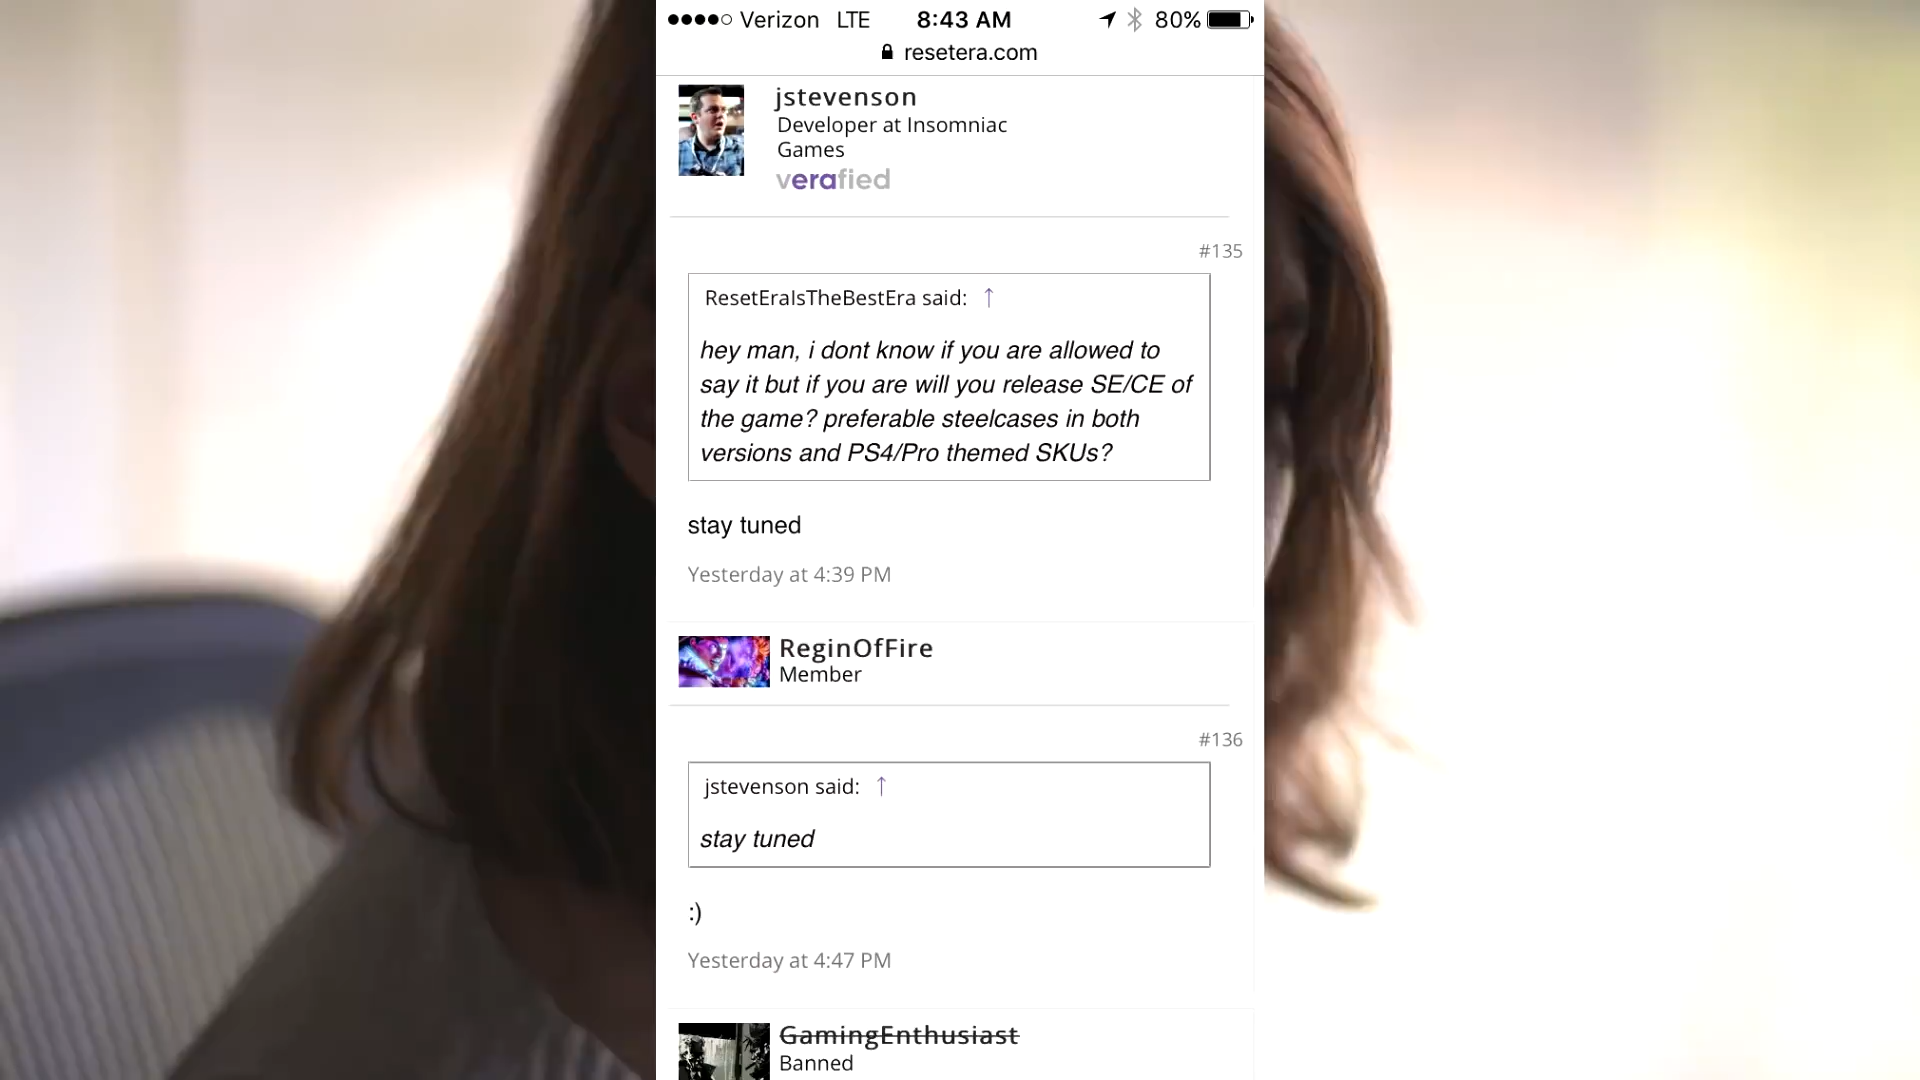 Verizon LTE 8:43 AM 80%
resetera.com
jstevenson
Developer at Insomniac
Games
verafied
#135
ResetEraIsTheBestEra said: ↑
hey man, i dont know if you are allowed to
say it but if you are will you release SE/CE of
the game? preferable steelcases in both
versions and PS4/Pro themed SKUs?
stay tuned
Yesterday at 4:39 PM
ReginOfFire
Member
#136
jstevenson said: ↑
stay tuned
:)
Yesterday at 4:47 PM
GamingEnthusiast
Banned